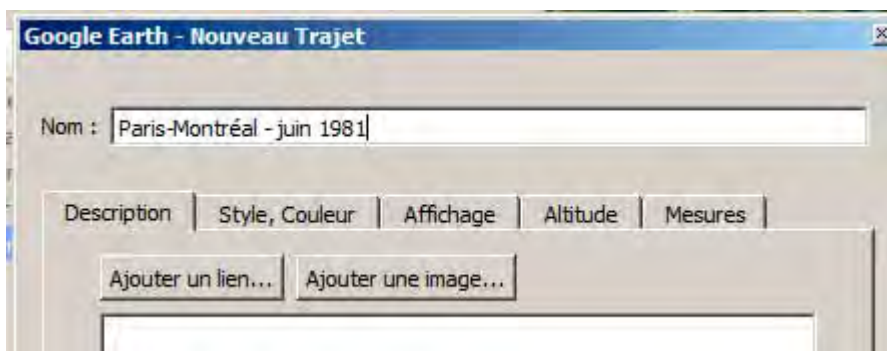 Google Earth - Nouveau Trajet
Nom : Paris-Montréal - juin 1981
Description Style, Couleur Affichage Altitude Mesures
Ajouter un lien... Ajouter une image...